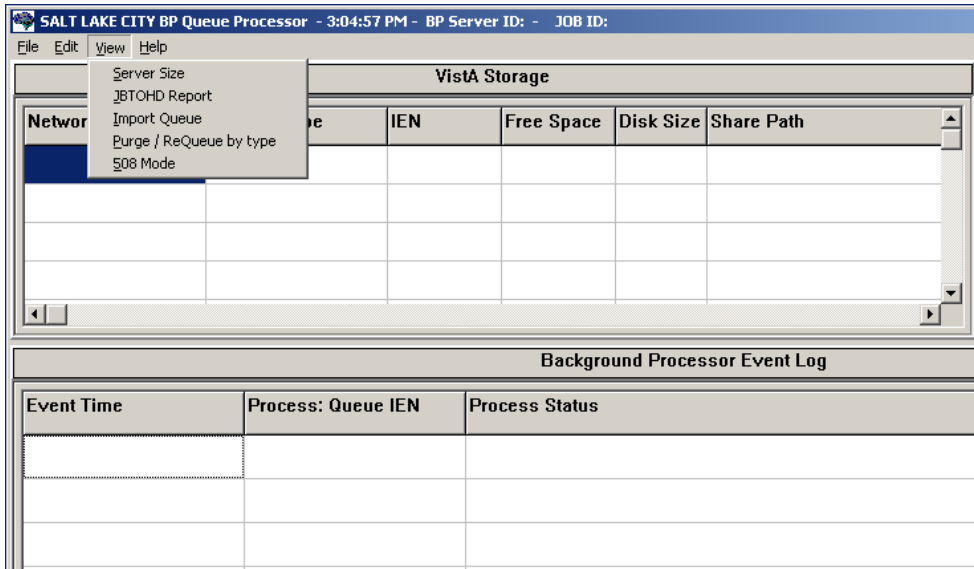 SALT LAKE CITY BP Queue Processor - 3:04:57 PM - BP Server ID: - JOB ID:
File Edit View Help
Server Size
JBTOHD Report
Import Queue
Purge / ReQueue by type
508 Mode
VistA Storage
IEN Free Space Disk Size Share Path
Background Processor Event Log
Event Time Process: Queue IEN Process Status